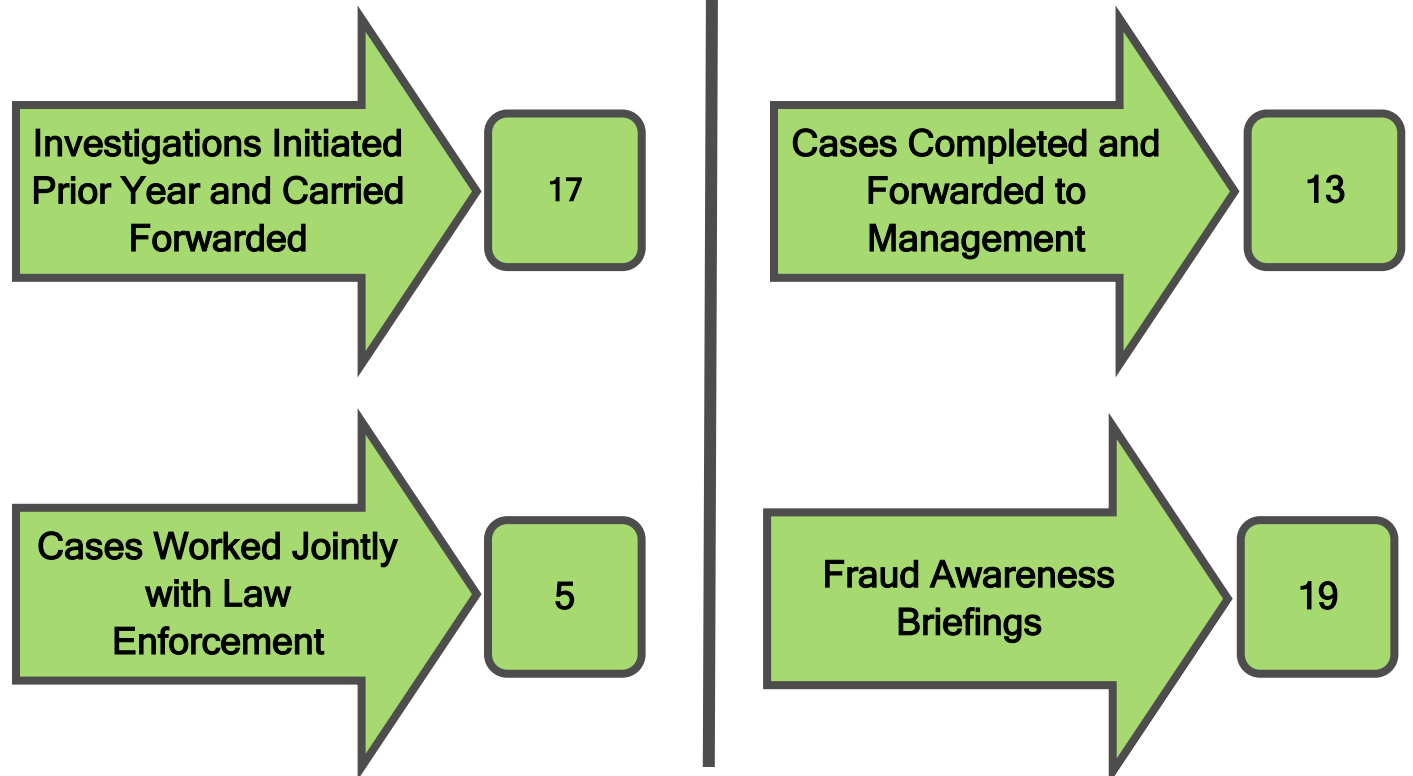 Investigations Initiated
Prior Year and Carried
Forwarded
17
Cases Completed and
Forwarded to
Management
13
Cases Worked Jointly
with Law
Enforcement
5
Fraud Awareness
Briefings
19